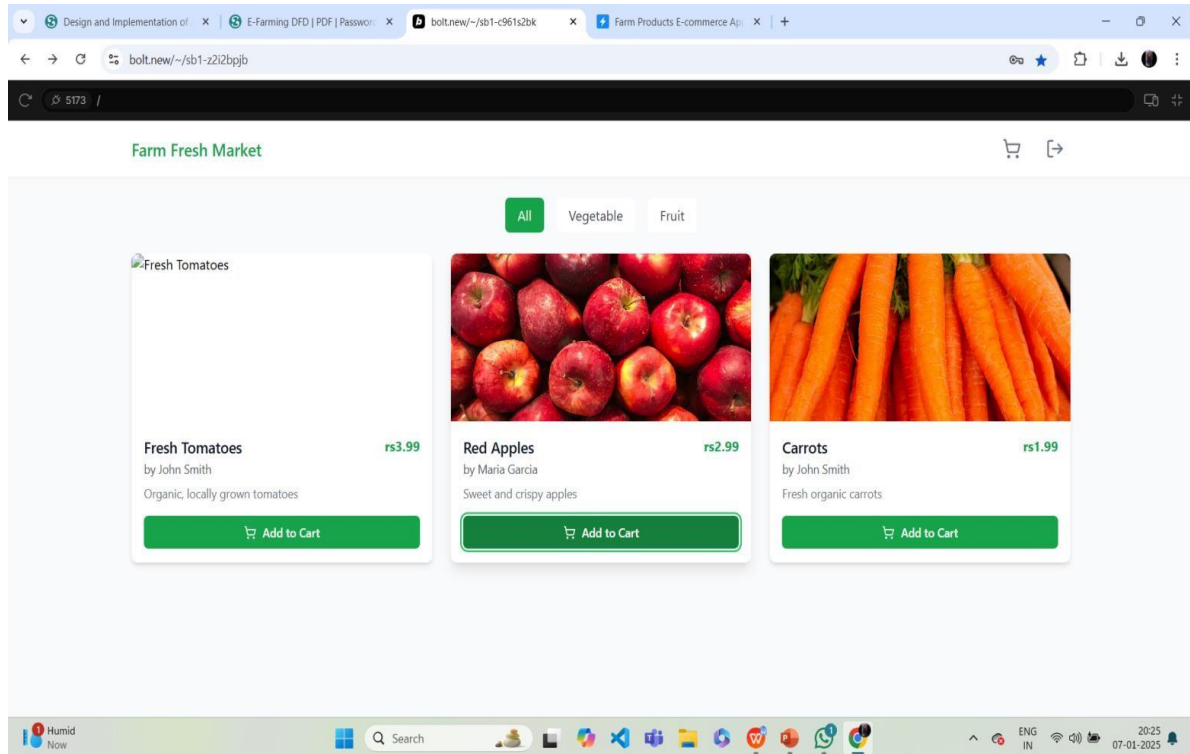 Design and Implementation of
E-Farming DFD | PDF | Passwor
bolt.new/~/sb1-c961s2bk
Farm Products E-commerce Ap
bolt.new/~/sb1-z2i2bpjb
5173 /
Farm Fresh Market
All Vegetable Fruit
Fresh Tomatoes
Fresh Tomatoes rs3.99
by John Smith
Organic, locally grown tomatoes
Add to Cart
Red Apples rs2.99
by Maria Garcia
Sweet and crispy apples
Add to Cart
Carrots rs1.99
by John Smith
Fresh organic carrots
Add to Cart
1
Humid
Now
Search
1
ENG
IN
20:25
07-01-2025